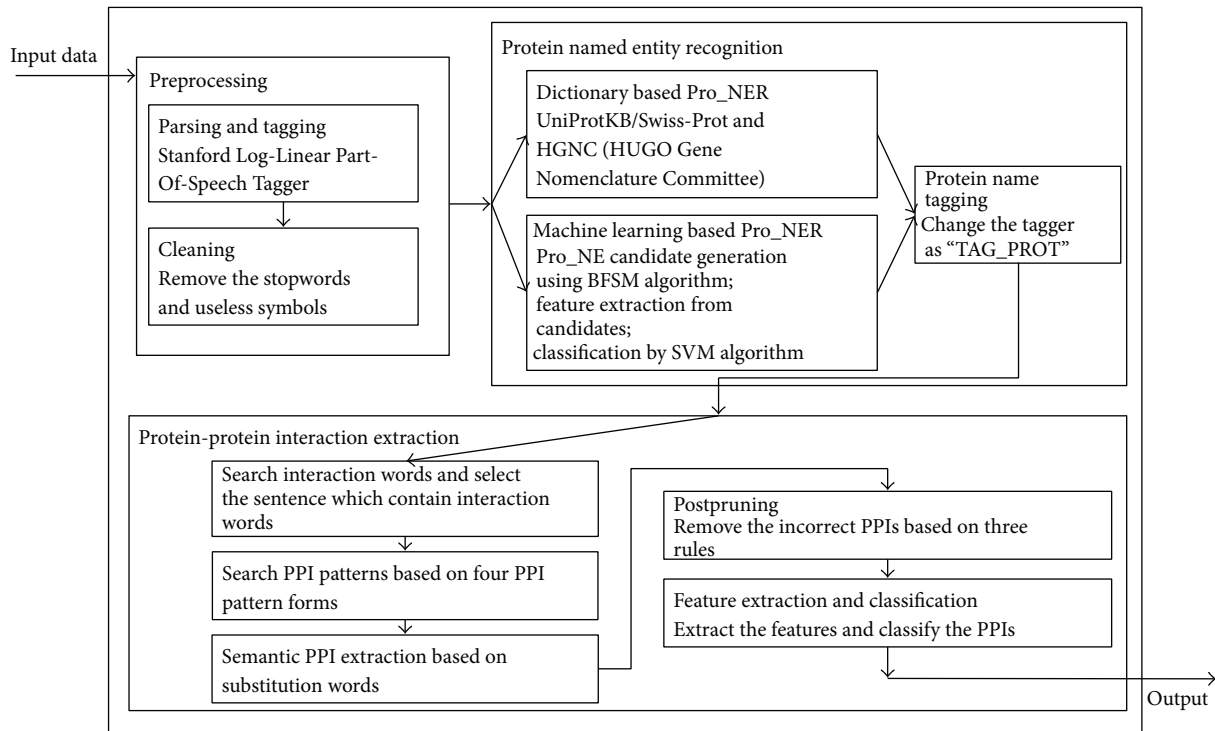 Input data
Preprocessing
Parsing and tagging
Stanford Log-Linear Part-
Of-Speech Tagger
Cleaning
Remove the stopwords
and useless symbols
Protein named entity recognition
Dictionary based Pro_NER
UniProtKB/Swiss-Prot and
HGNC (HUGO Gene
Nomenclature Committee)
Machine learning based Pro_NER
Pro_NE candidate generation
using BFSM algorithm;
feature extraction from
candidates;
classification by SVM algorithm
Protein name
tagging
Change the tagger
as “TAG_PROT”
Protein-protein interaction extraction
Search interaction words and select
the sentence which contain interaction
words
Search PPI patterns based on four PPI
pattern forms
Semantic PPI extraction based on
substitution words
Postpruning
Remove the incorrect PPIs based on three
rules
Feature extraction and classification
Extract the features and classify the PPIs
Output